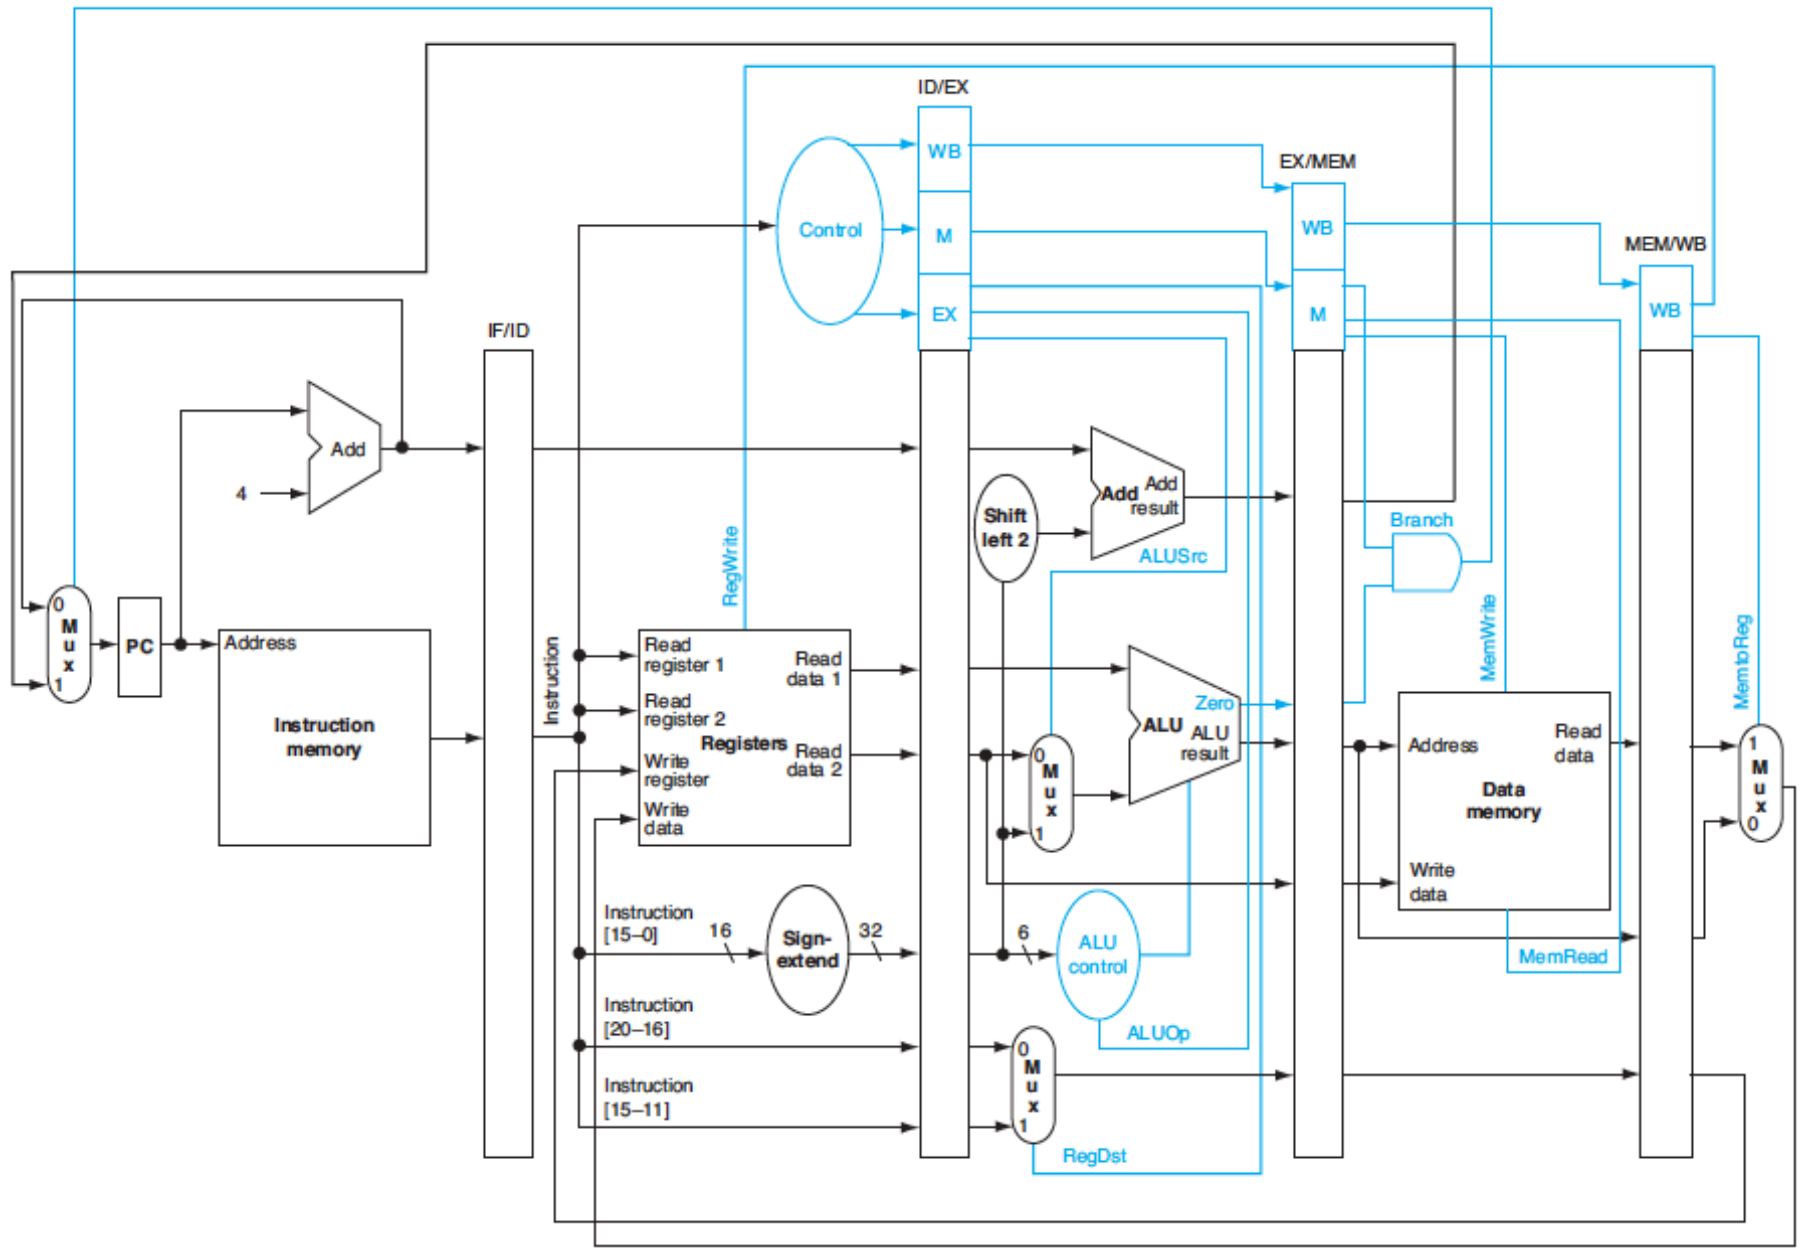 ID/EX
WB
EX/MEM
Control
M
WB
MEM/WB
EX
M
WB
IF/ID
Add
4
Add
Add
result
Shift
left 2
Branch
ALUSrc
RegWrite
MemWrite
MemtoReg
0
M
u
x
1
PC
Address
Instruction
memory
Instruction
Read
register 1
Read
data 1
Read
register 2
Registers
Read
data 2
Write
register
Write
data
0
M
u
x
1
Zero
ALU
ALU
result
Address
Read
data
Data
memory
Write
data
1
M
u
x
0
Instruction
[15–0]
16
Sign-
extend
32
6
ALU
control
MemRead
Instruction
[20–16]
ALUOp
Instruction
[15–11]
0
M
u
x
1
RegDst